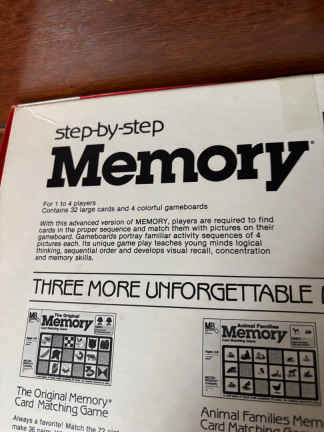 step-by-step
Memory®
For 1 to 4 players
Contains 32 large cards and 4 colorful gameboards
With this advanced version of MEMORY, players are required to find
cards in the proper sequence and match them with pictures on their
gameboard. Gameboards portray familiar activity sequences of 4
pictures each. Its unique game play teaches young minds logical
thinking, sequential order and develops visual recall, concentration
and memory skills.
THREE MORE UNFORGETTABLE
MB
The Original
Memory
Animal Families
Memory
The Original Memory®
Card Matching Game
Animal Families Mem
Card Matching Game
Always a favorite! Match the 72 pi
make 36 pairs.